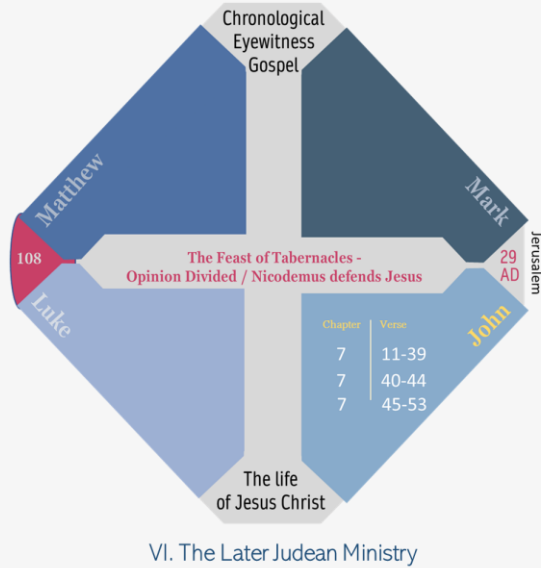 Chronological
Eyewitness
Gospel
Matthew
Mark
108
The Feast of Tabernacles -
Opinion Divided / Nicodemus defends Jesus
29
AD
Jerusalem
Luke
John
Chapter Verse
7 11-39
7 40-44
7 45-53
The life
of Jesus Christ
VI. The Later Judean Ministry